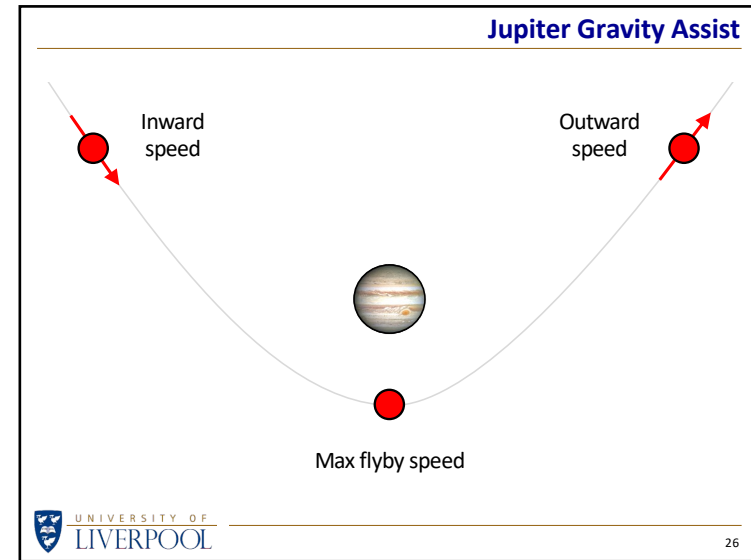 Jupiter Gravity Assist
Inward
speed
Outward
speed
Max flyby speed
UNIVERSITY OF
LIVERPOOL
26